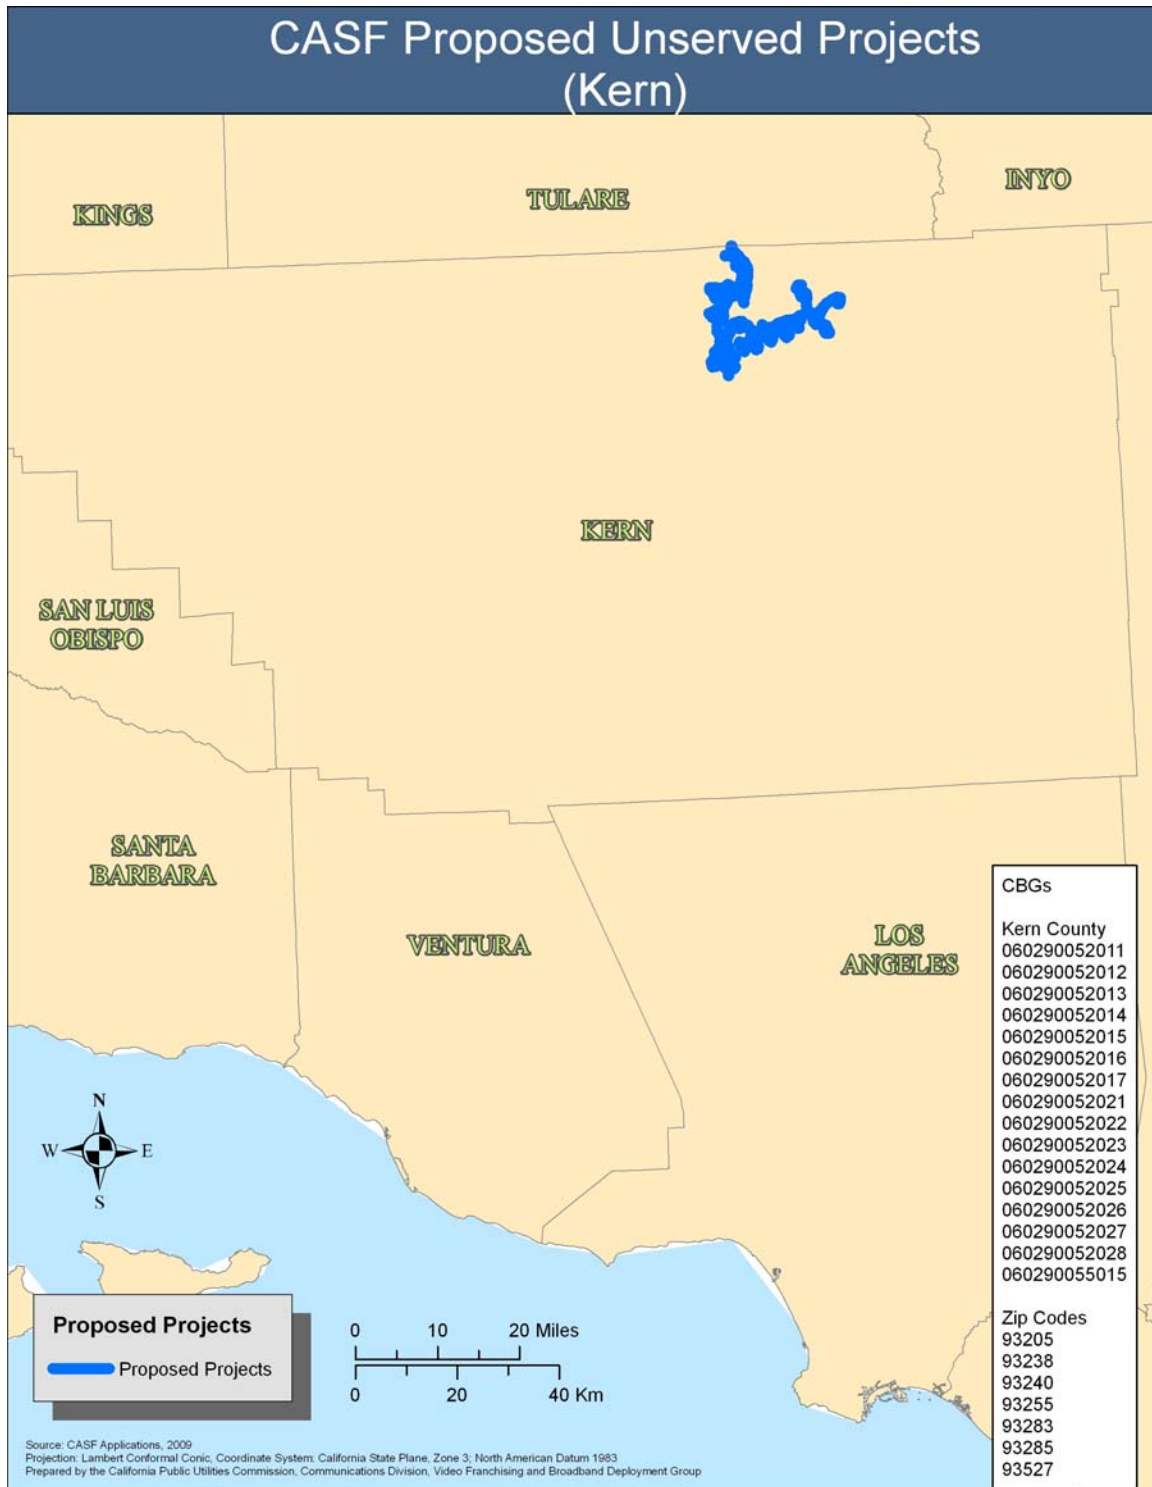 CASF Proposed Unserved Projects
(Kern)
KINGS
TULARE
INYO
KERN
SAN LUIS
OBISPO
SANTA
BARBARA
VENTURA
LOS
ANGELES
CBGs
Kern County
060290052011
060290052012
060290052013
060290052014
060290052015
060290052016
060290052017
060290052021
060290052022
060290052023
060290052024
060290052025
060290052026
060290052027
060290052028
060290055015
Zip Codes
93205
93238
93240
93255
93283
93285
93527
N
W E
S
Proposed Projects
Proposed Projects
0 10 20 Miles
0 20 40 Km
Source: CASF Applications, 2009
Projection: Lambert Conformal Conic, Coordinate System: California State Plane, Zone 3; North American Datum 1983
Prepared by the California Public Utilities Commission, Communications Division, Video Franchising and Broadband Deployment Group